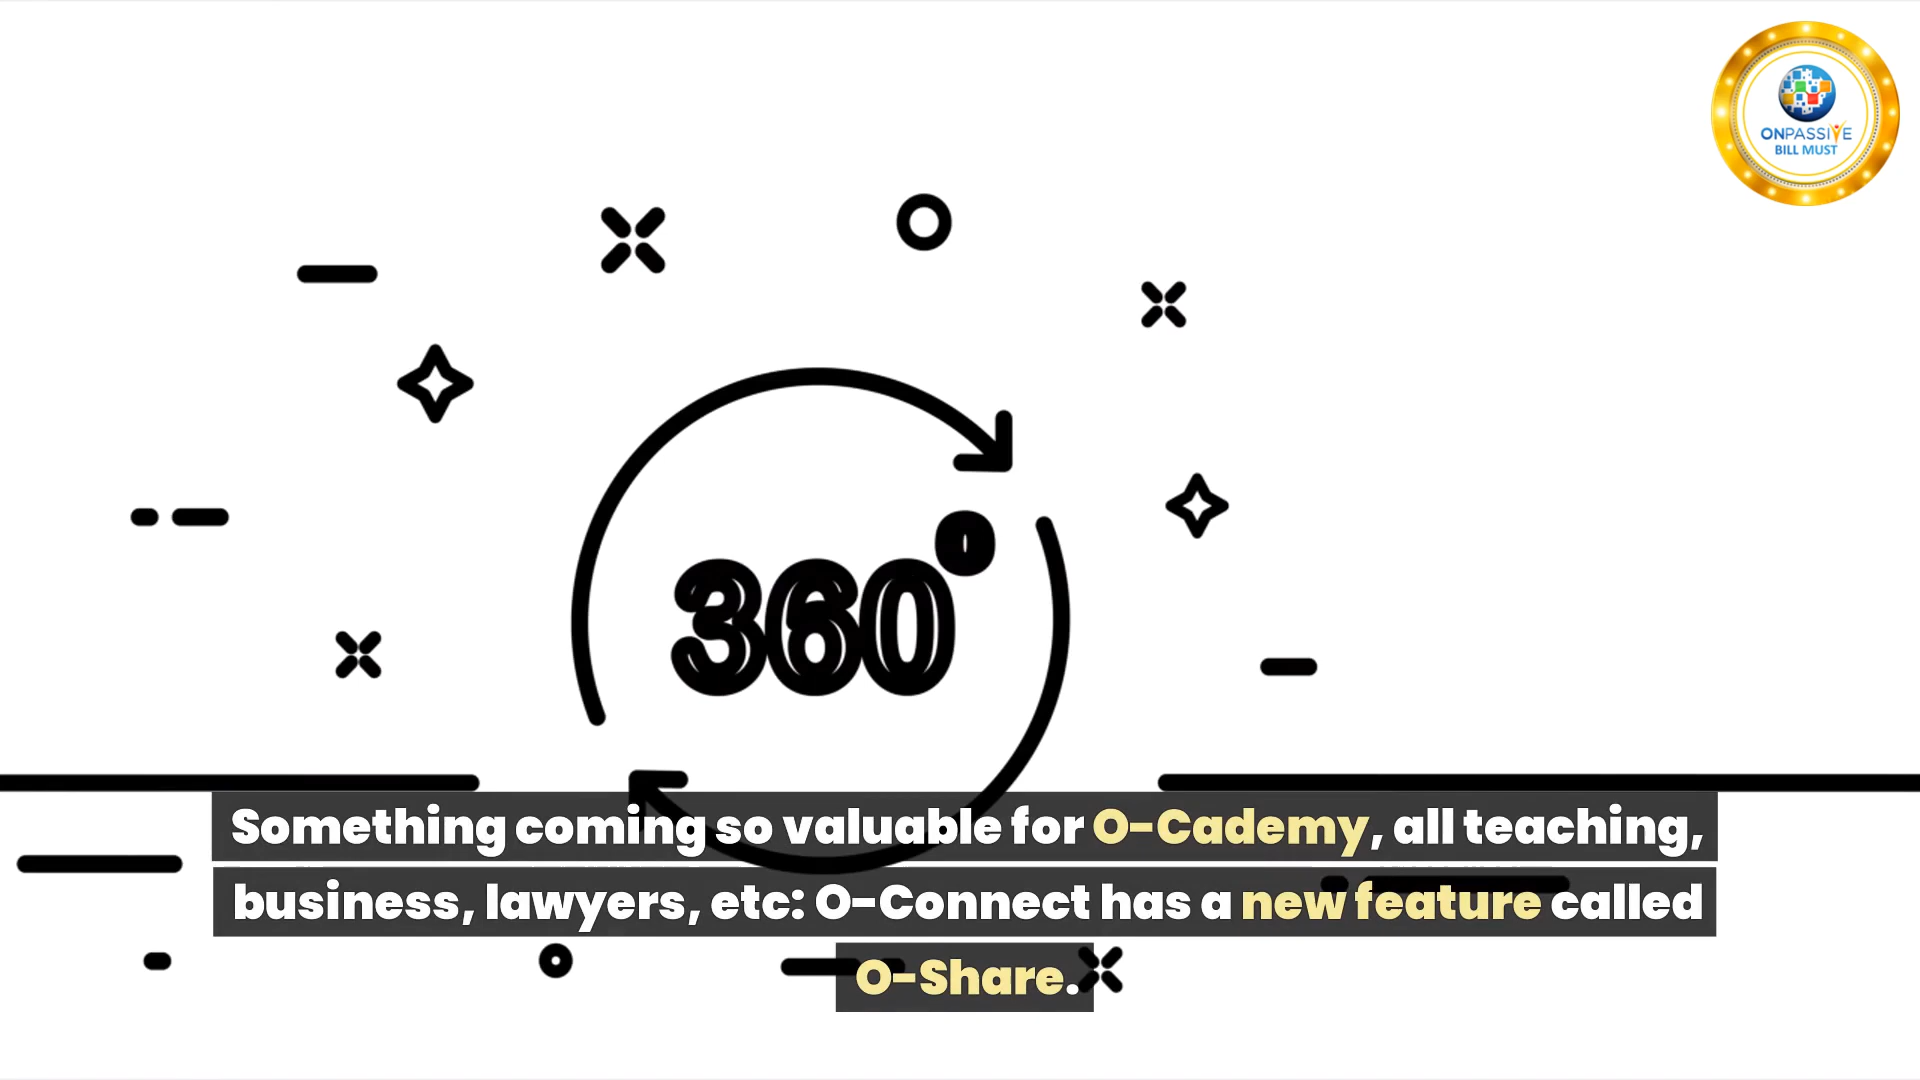 ONPASSIVE
BILL MUST
360°
Something coming so valuable for O-Cademy, all teaching,
business, lawyers, etc: O-Connect has a new feature called
O-Share.